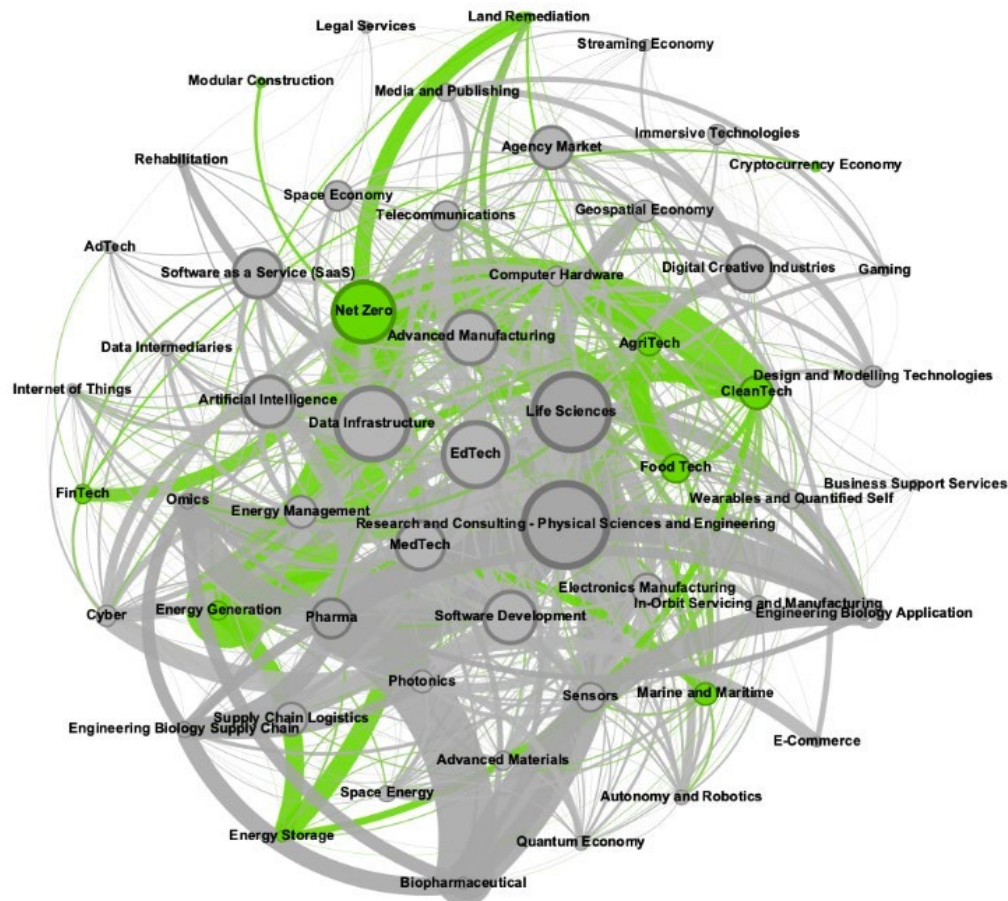 Land Remediation
Legal Services
Streaming Economy
Modular Construction
Media and Publishing
Immersive Technologies
Agency Market
Rehabilitation
Cryptocurrency Economy
Space Economy
Telecommunications
Geospatial Economy
AdTech
Software as a Service (SaaS)
Computer Hardware
Digital Creative Industries
Gaming
Net Zero
Advanced Manufacturing
AgriTech
Data Intermediaries
Design and Modelling Technologies
Internet of Things
Artificial Intelligence
CleanTech
Data Infrastructure
Life Sciences
EdTech
Food Tech
Business Support Services
FinTech
Omics
Wearables and Quantified Self
Energy Management
Research and Consulting - Physical Sciences and Engineering
MedTech
Electronics Manufacturing
In-Orbit Servicing and Manufacturing
Cyber
Energy Generation
Pharma
Software Development
Engineering Biology Application
Photonics
Sensors
Marine and Maritime
Supply Chain Logistics
Engineering Biology Supply Chain
E-Commerce
Advanced Materials
Space Energy
Autonomy and Robotics
Energy Storage
Quantum Economy
Biopharmaceutical